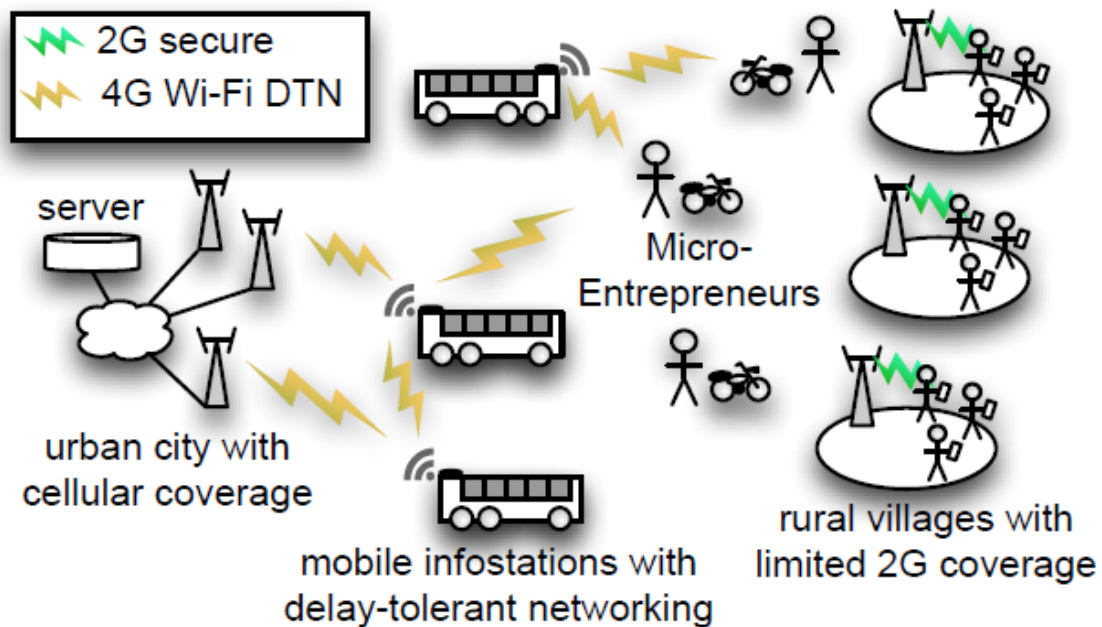 2G secure
4G Wi-Fi DTN
server
urban city with
cellular coverage
Micro-
Entrepreneurs
mobile infostations with
delay-tolerant networking
rural villages with
limited 2G coverage